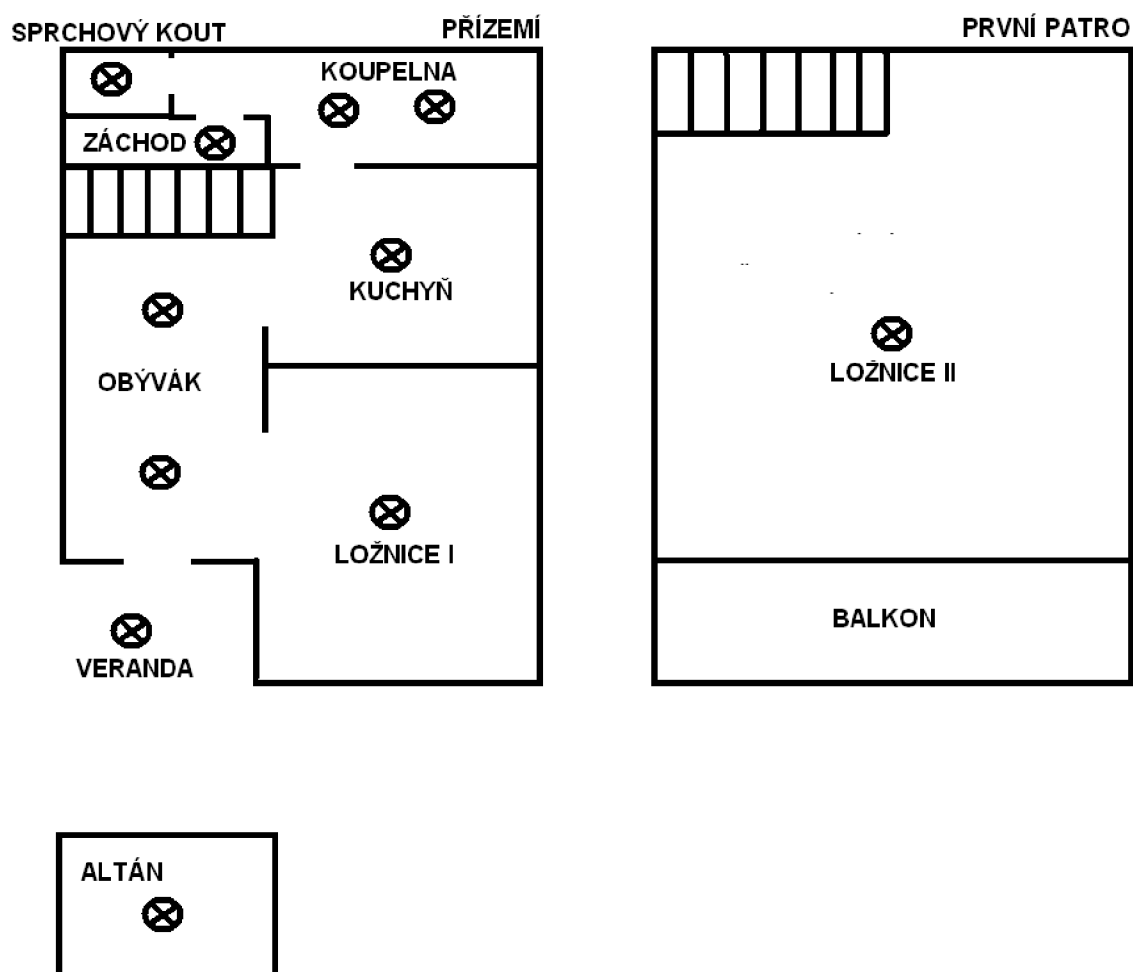 SPRCHOVÝ KOUT
PŘÍZEMÍ
PRVNÍ PATRO
KOUPELNA
ZÁCHOD
KUCHYŇ
OBÝVÁK
LOŽNICE II
LOŽNICE I
BALKON
VERANDA
ALTÁN